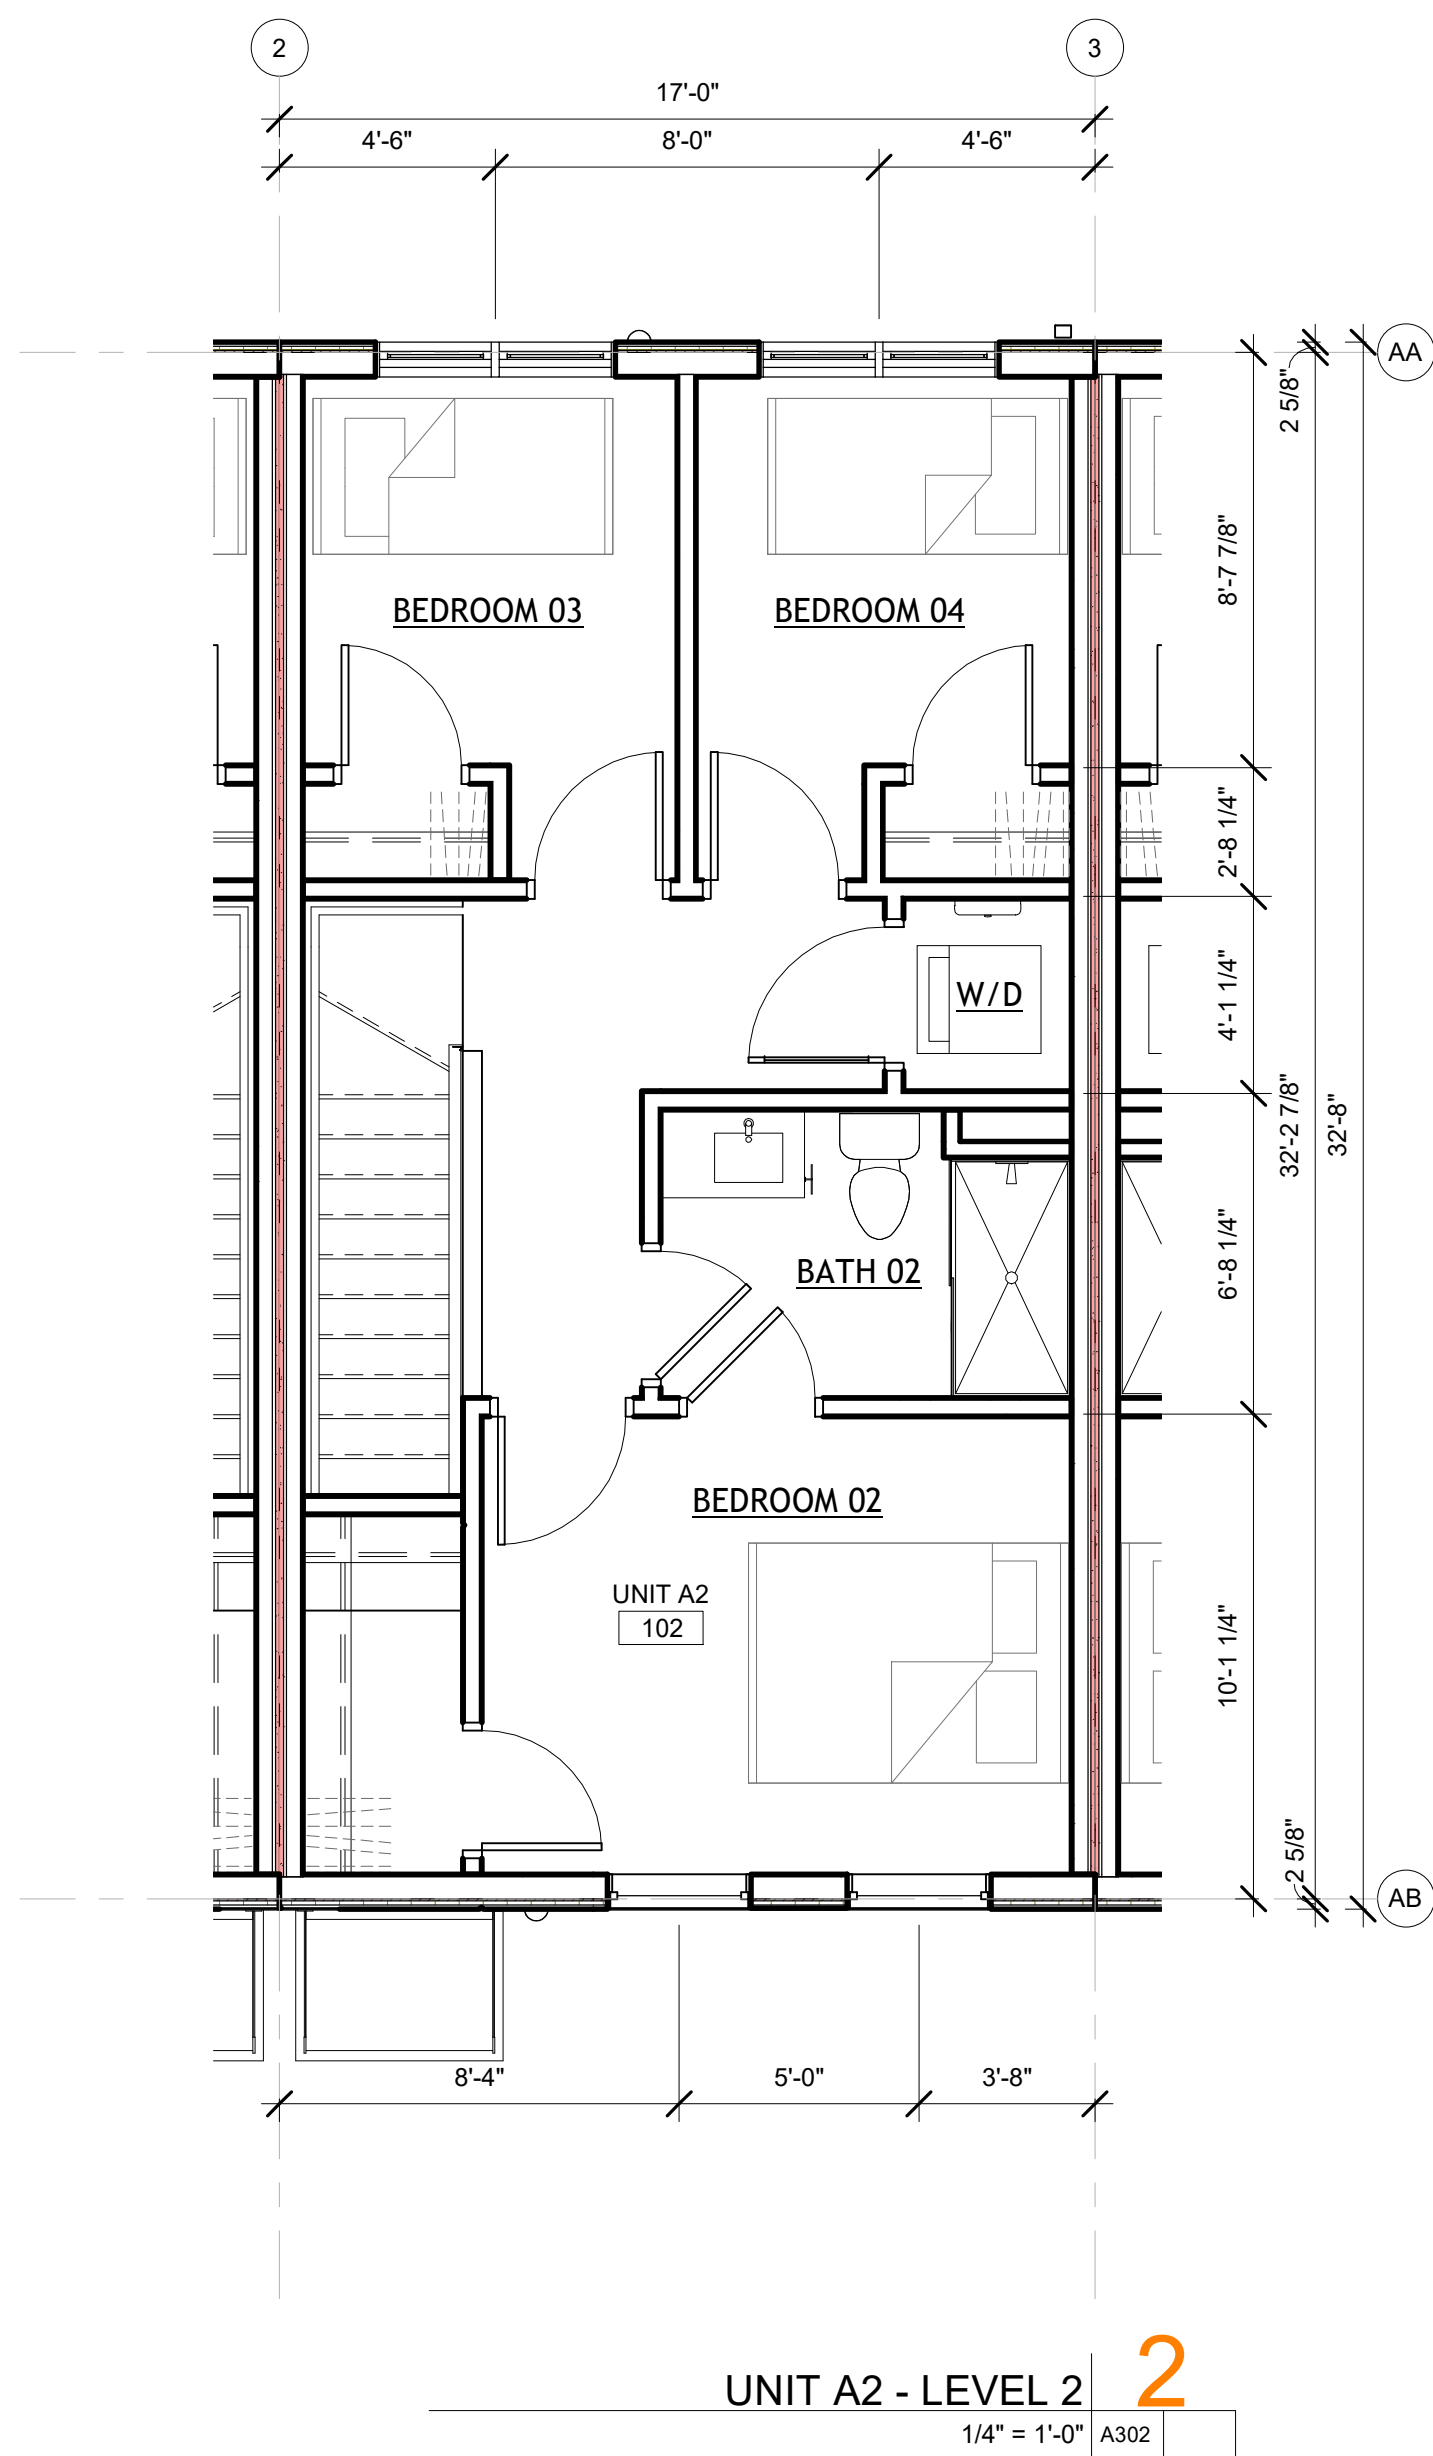 2
3
17'-0"
4'-6"
8'-0"
4'-6"
AA
2 5/8"
8'-7 7/8"
BEDROOM 03
BEDROOM 04
2'-8 1/4"
W/D
4'-1 1/4"
32'-2 7/8"
32'-8"
6'-8 1/4"
BATH 02
BEDROOM 02
UNIT A2
102
10'-1 1/4"
2 5/8"
AB
8'-4"
5'-0"
3'-8"
UNIT A2 - LEVEL 2
2
1/4" = 1'-0"
A302